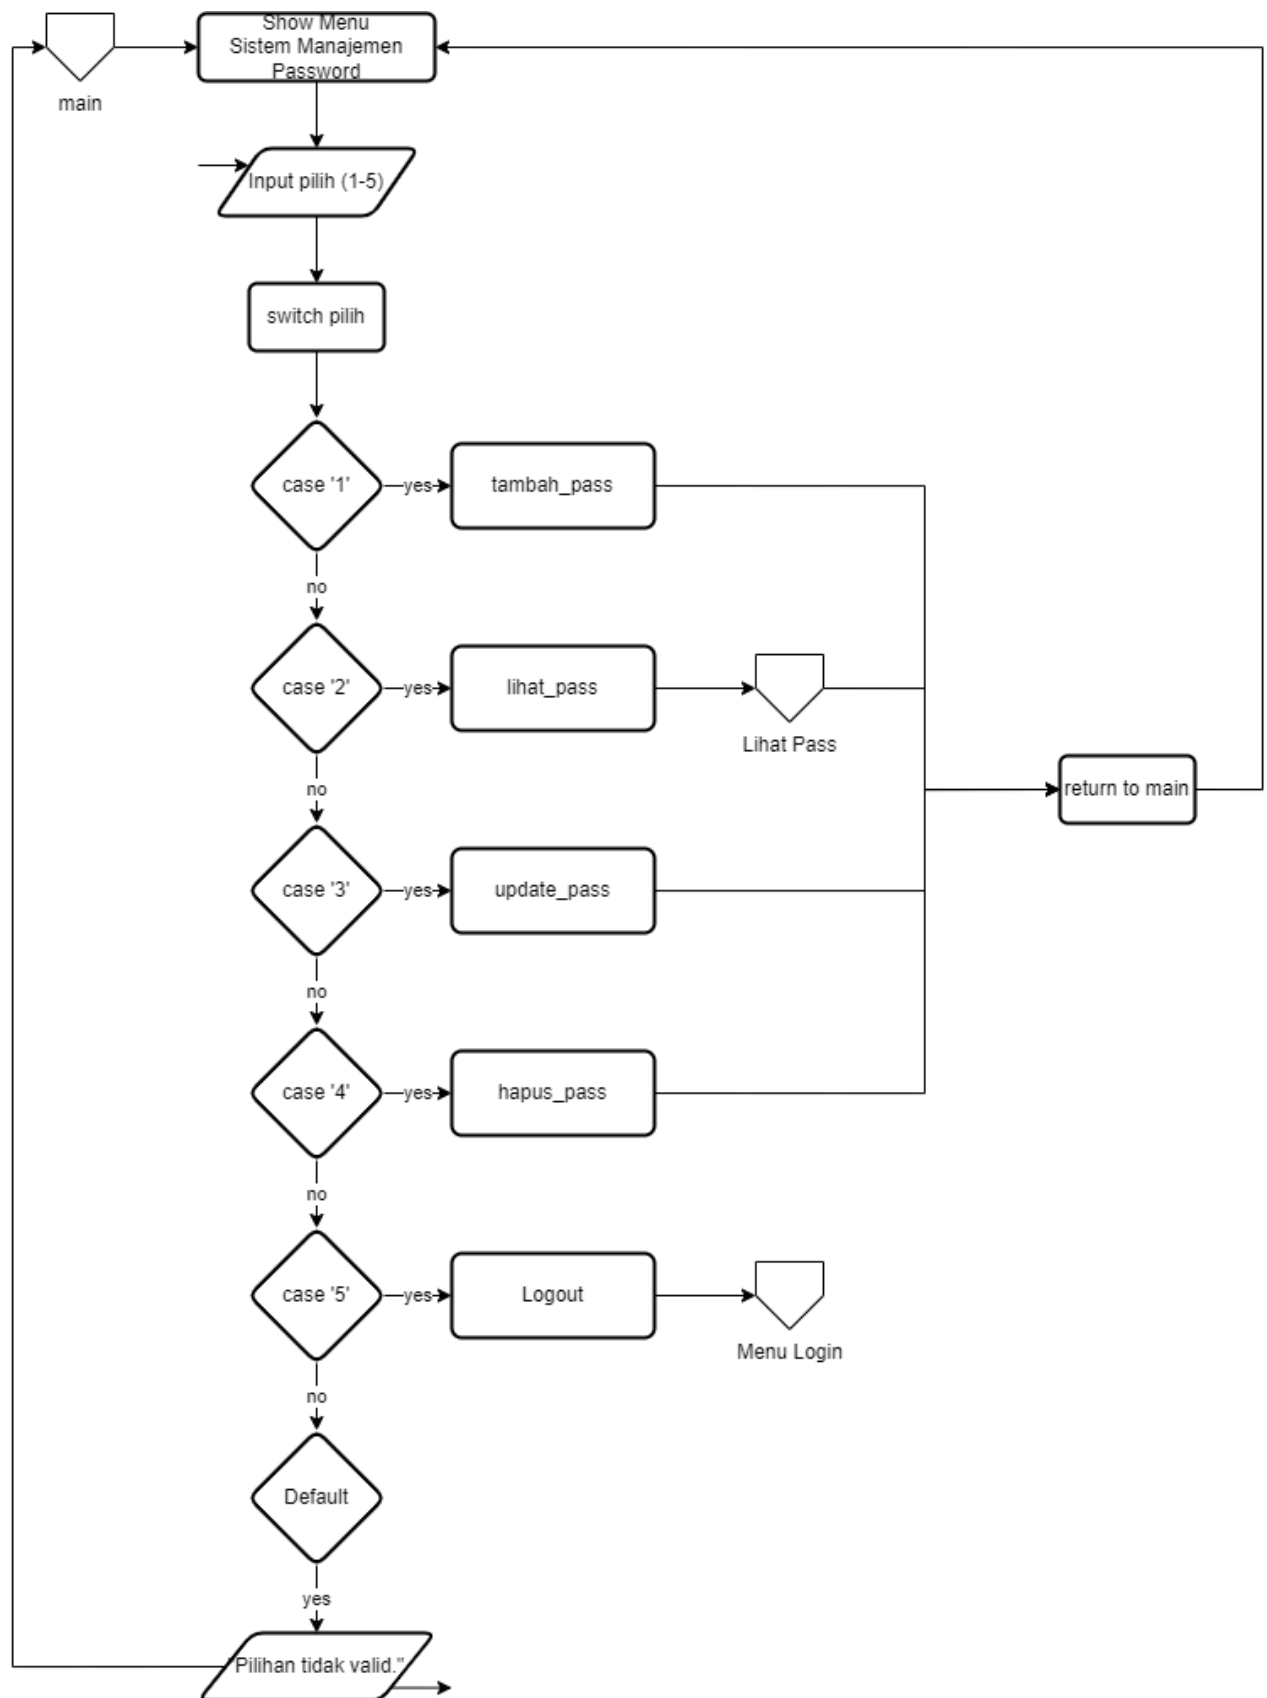 Show Menu
Sistem Manajemen
Password
main
Input pilih (1-5)
switch pilih
case '1'
yes
tambah_pass
no
case '2'
yes
lihat_pass
Lihat Pass
no
return to main
case '3'
yes
update_pass
no
case '4'
yes
hapus_pass
no
case '5'
yes
Logout
Menu Login
no
Default
yes
"Pilihan tidak valid."